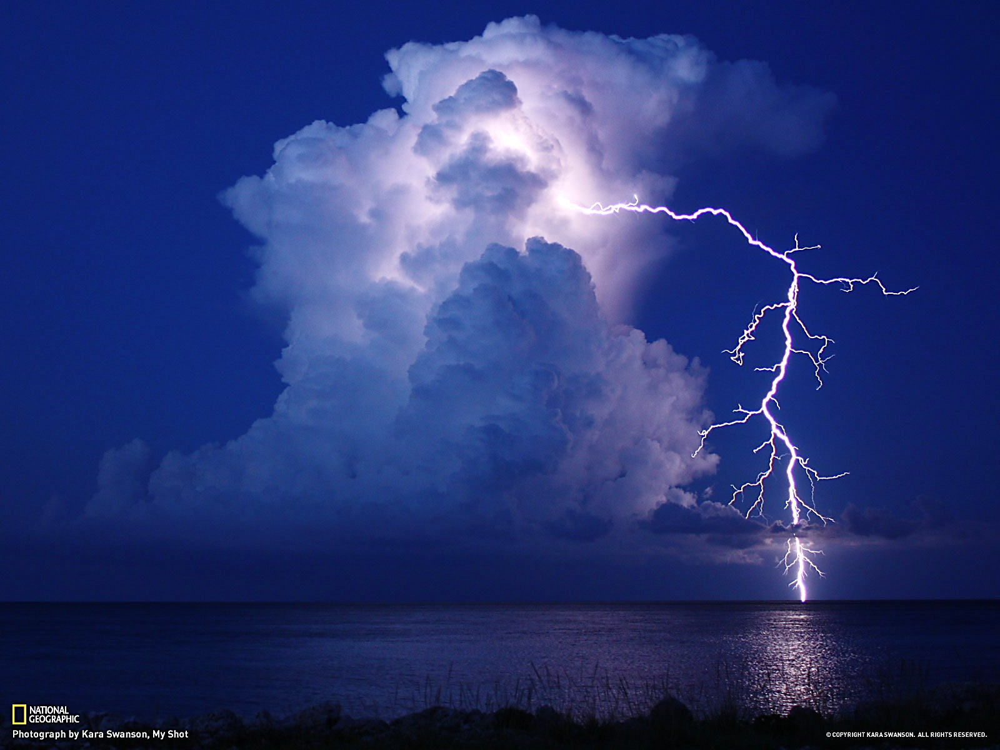 NATIONAL
GEOGRAPHIC
Photograph by Kara Swanson, My Shot
© COPYRIGHT KARA SWANSON. ALL RIGHTS RESERVED.